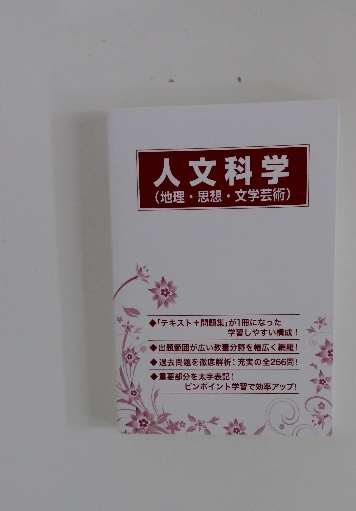 人文科学
(地理・思想・文学芸術)
◆「テキスト+問題集」が1冊になった
学習しやすい構成!
◆出題範囲が広い教養分野を幅広く網羅!
◆過去問題を徹底解析!充実の全266問!
◆重要部分を太字表記!
ピンポイント学習で効率アップ!